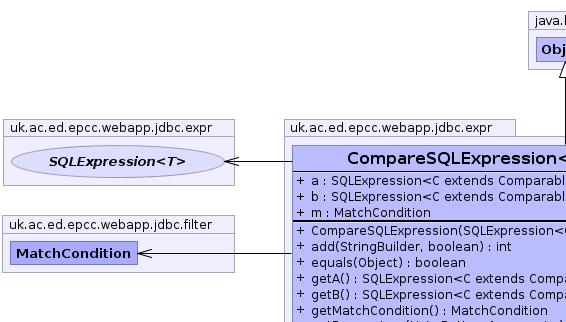 java.l
Obj
uk.ac.ed.epcc.webapp.jdbc.expr
SQLExpression<T>
uk.ac.ed.epcc.webapp.jdbc.filter
MatchCondition
uk.ac.ed.epcc.webapp.jdbc.expr
CompareSQLExpression<
+ a : SQLExpression<C extends Comparabl
+ b : SQLExpression<C extends Comparabl
+ m : MatchCondition
+ CompareSQLExpression(SQLExpression<C
+ add(StringBuilder, boolean) : int
+ equals(Object) : boolean
+ getA() : SQLExpression<C extends Compa
+ getB() : SQLExpression<C extends Compa
+ getMatchCondition() : MatchCondition